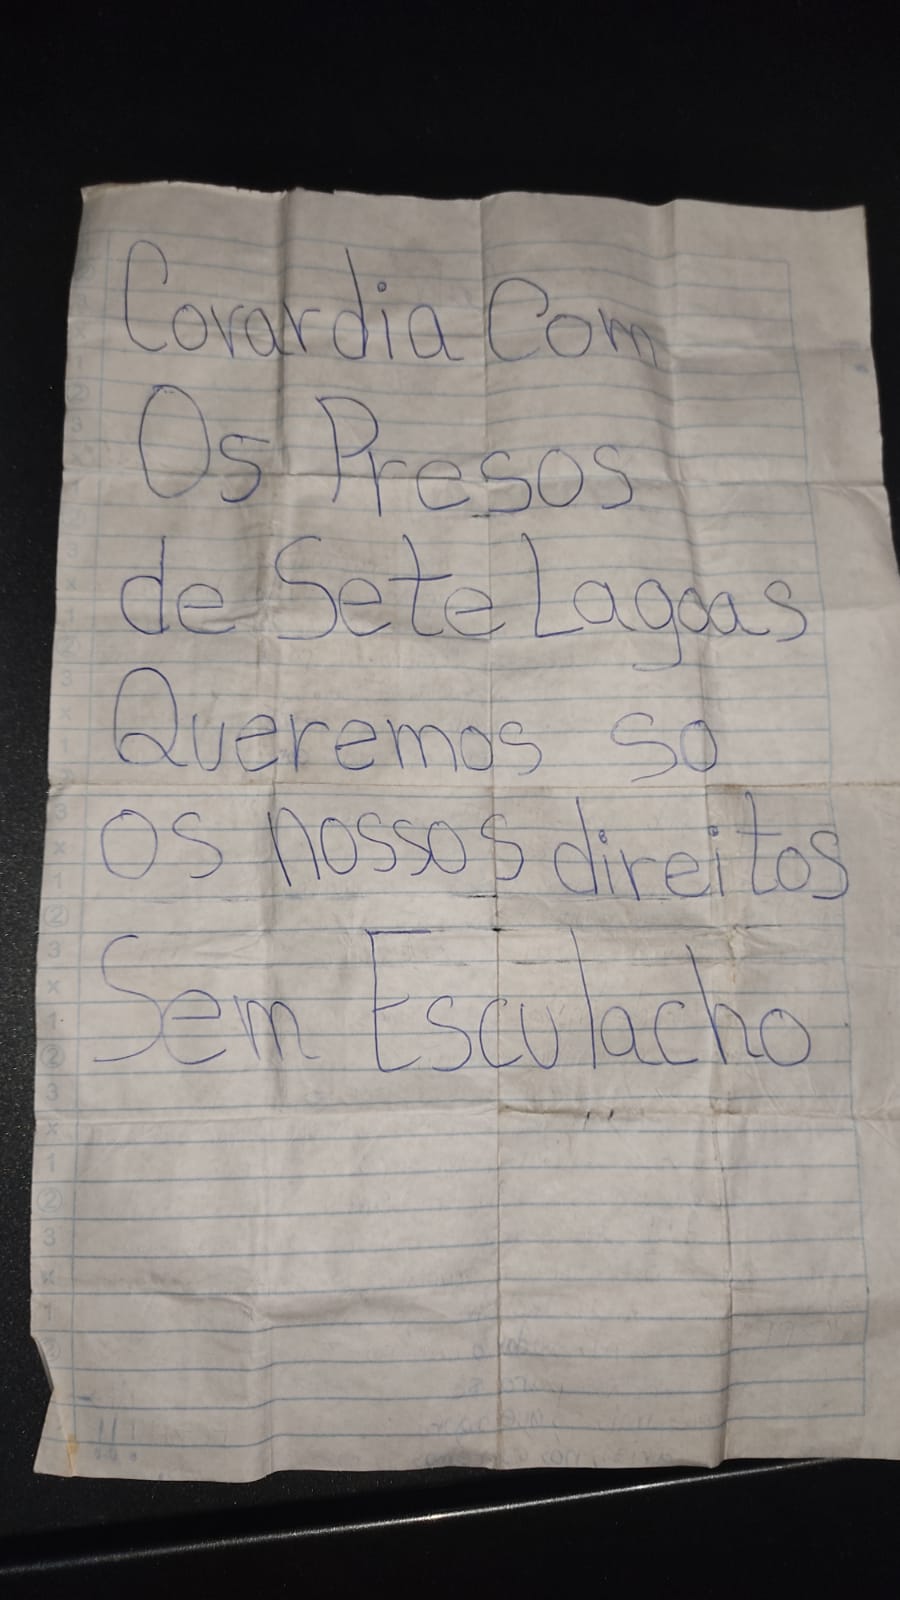 Covardia Com
Os Presos
de Sete Lagoas
Queremos so
os nossos direitos
Sem Esculacho